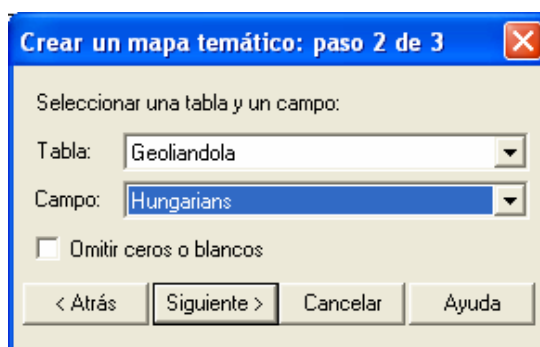 Crear un mapa temático: paso 2 de 3
Seleccionar una tabla y un campo:
Tabla: Geoliandola
Campo: Hungarians
Omitir ceros o blancos
< Atrás Siguiente > Cancelar Ayuda